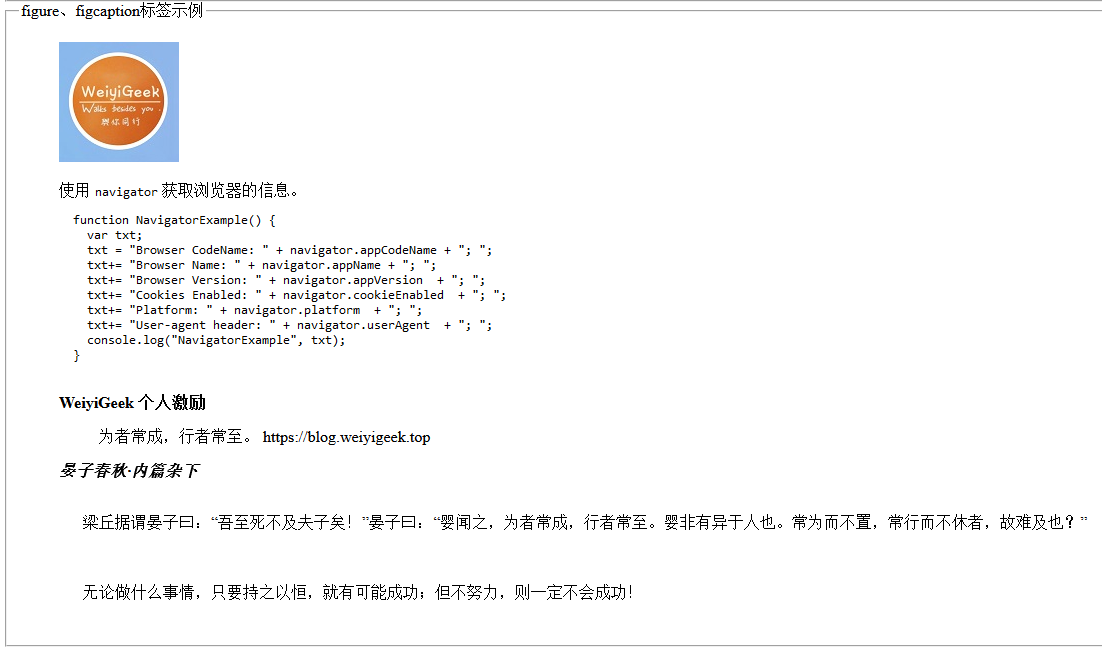 figure、figcaption标签示例
WeiyiGeek
Walks besides you .
与你同行
使用 navigator 获取浏览器的信息。
function NavigatorExample() {
  var txt;
  txt = "Browser CodeName: " + navigator.appCodeName + "; ";
  txt+= "Browser Name: " + navigator.appName + "; ";
  txt+= "Browser Version: " + navigator.appVersion  + "; ";
  txt+= "Cookies Enabled: " + navigator.cookieEnabled  + "; ";
  txt+= "Platform: " + navigator.platform  + "; ";
  txt+= "User-agent header: " + navigator.userAgent  + "; ";
  console.log("NavigatorExample", txt);
}
WeiyiGeek 个人激励
为者常成，行者常至。 https://blog.weiyigeek.top
晏子春秋·内篇杂下
梁丘据谓晏子曰：“吾至死不及夫子矣！”晏子曰：“婴闻之，为者常成，行者常至。婴非有异于人也。常为而不置，常行而不休者，故难及也？”
无论做什么事情，只要持之以恒，就有可能成功；但不努力，则一定不会成功！